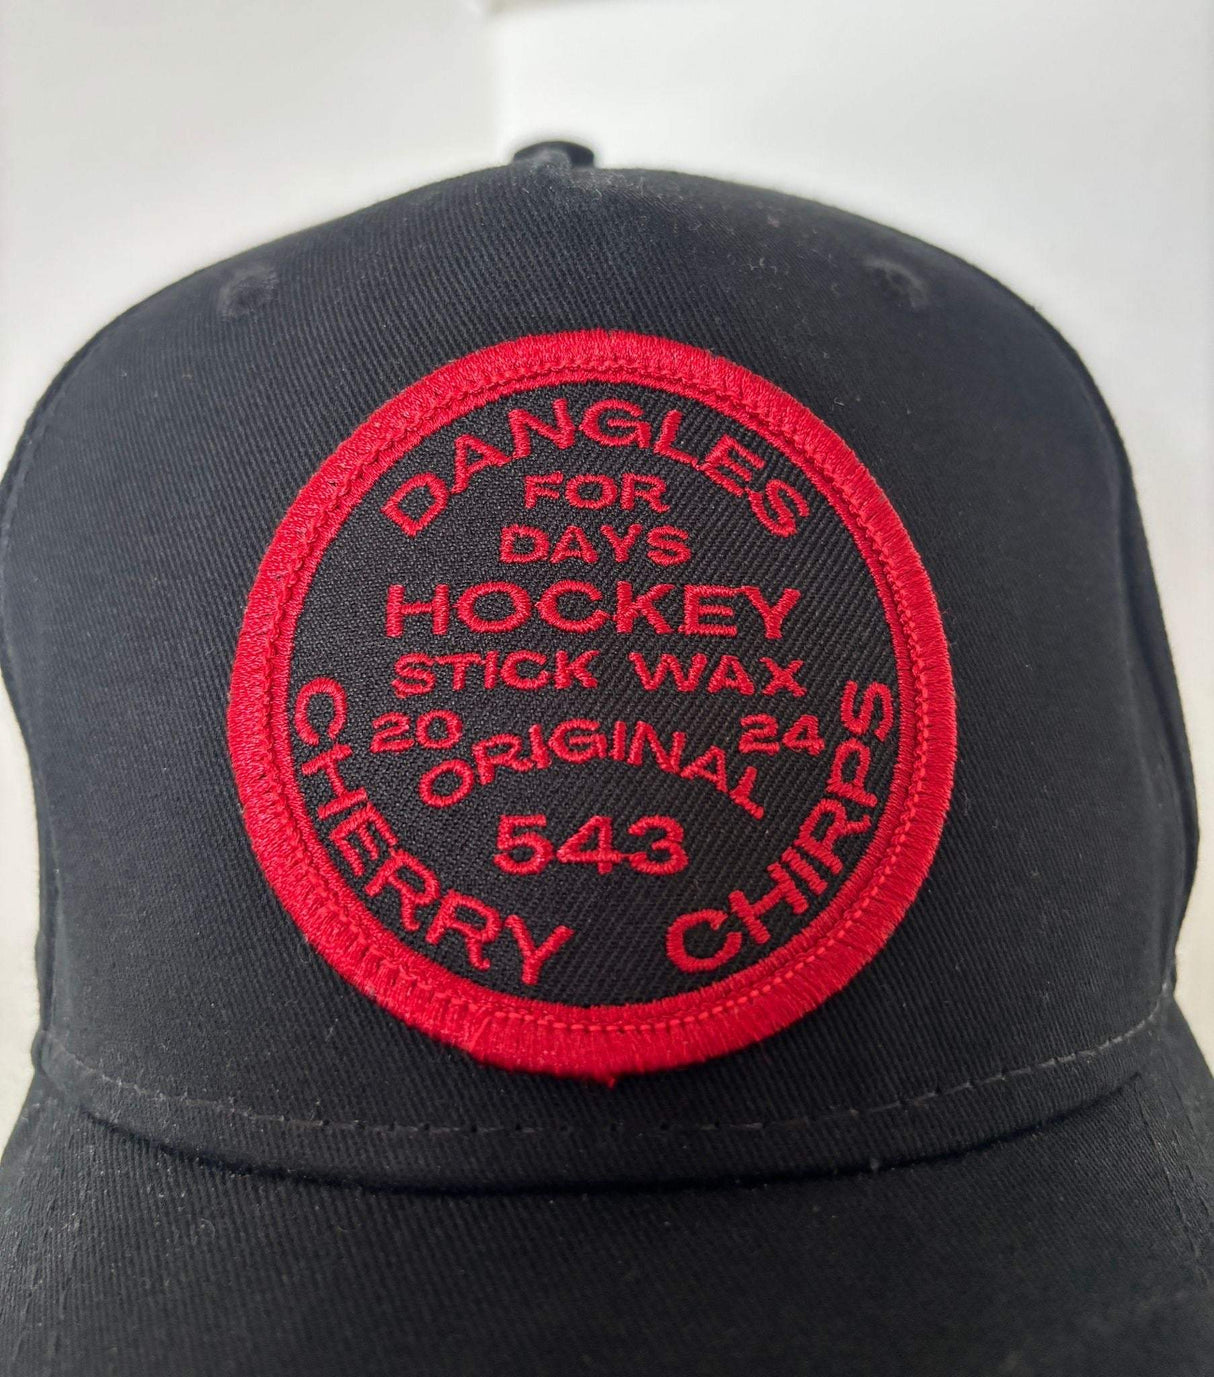 DANGLES
FOR
DAYS
HOCKEY
STICK WAX
20 ORIGINAL 24
543
CHERRY CHIRPS